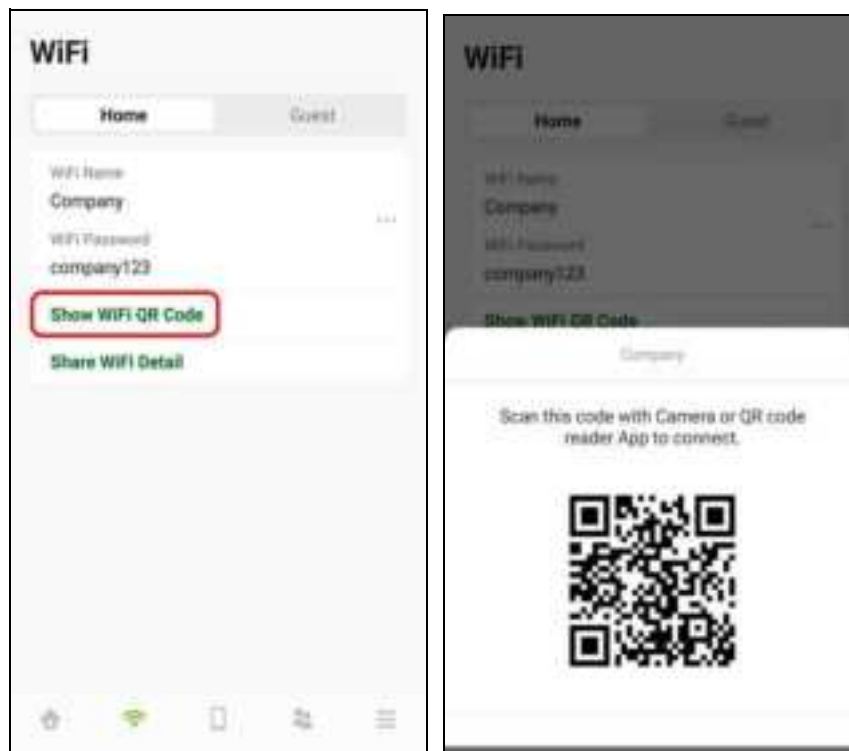 WiFi
Home
Guest
WiFi Name
Company
...
WiFi Password
company123
Show WiFi QR Code
Share WiFi Detail
WiFi
Home
Guest
WiFi Name
Company
...
WiFi Password
company123
Show WiFi QR Code
Company
Scan this code with Camera or QR code
reader App to connect.